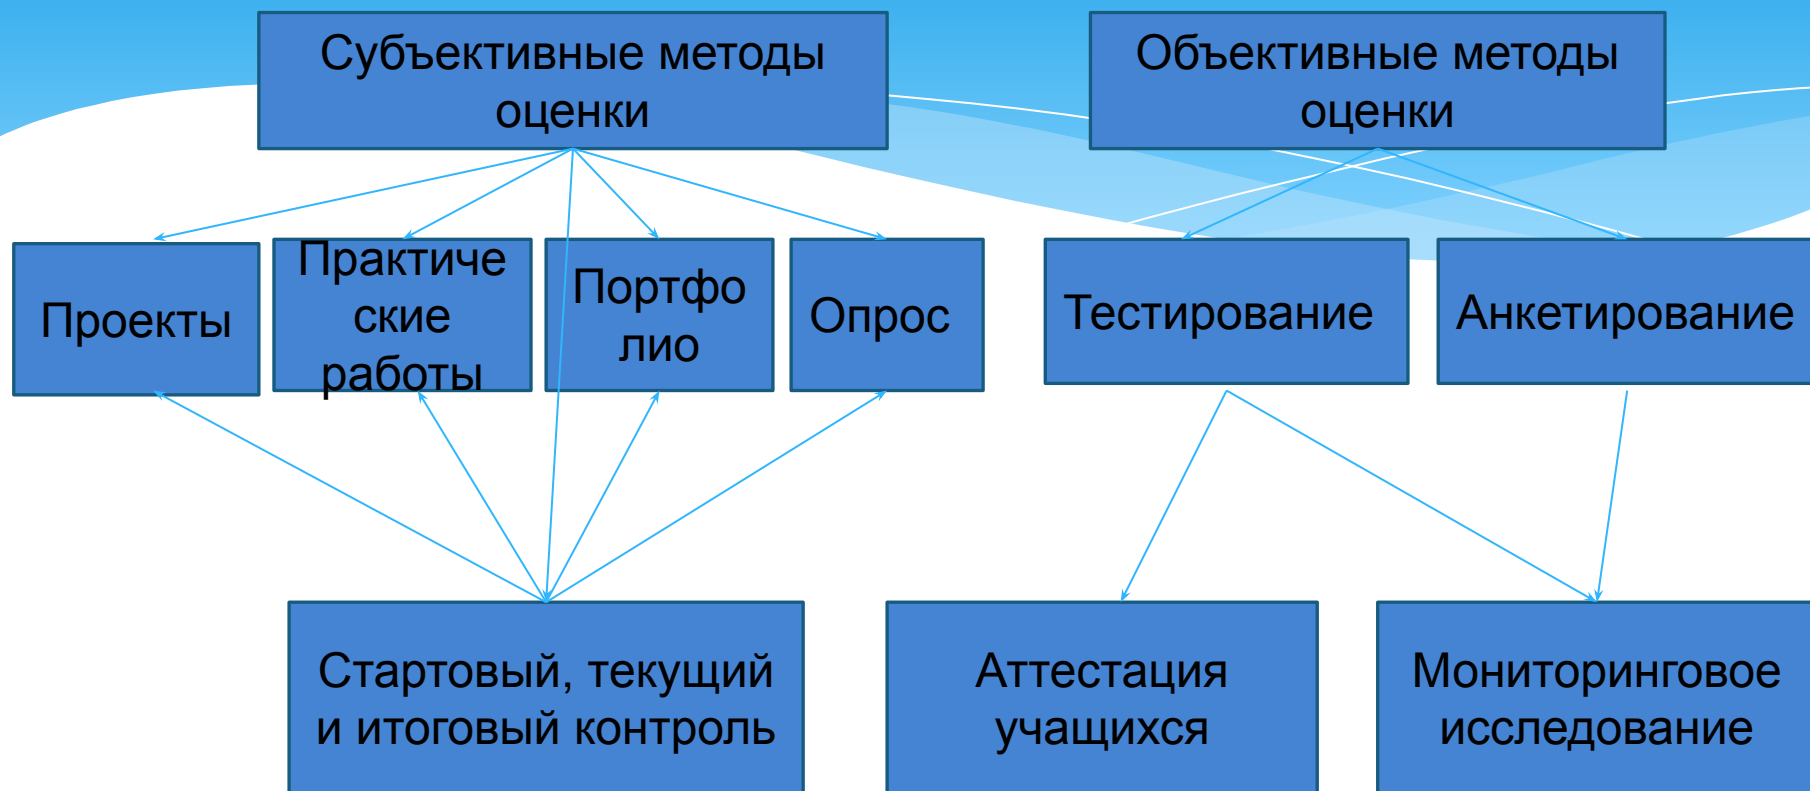 Субъективные методы
оценки
Объективные методы
оценки
Проекты
Практиче
ские
работы
Портфо
лио
Опрос
Тестирование
Анкетирование
Стартовый, текущий
и итоговый контроль
Аттестация
учащихся
Мониторинговое
исследование